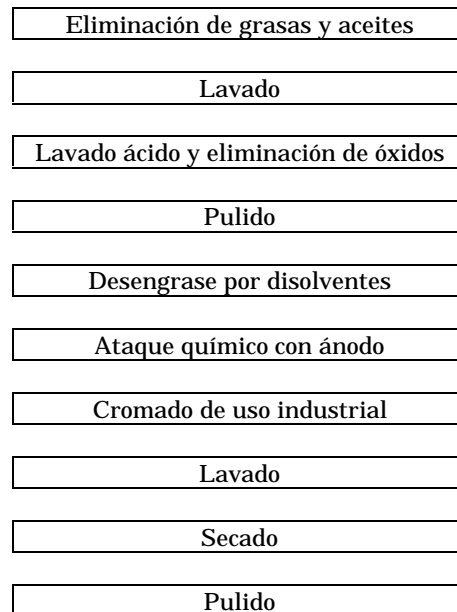 Eliminación de grasas y aceites
Lavado
Lavado ácido y eliminación de óxidos
Pulido
Desengrase por disolventes
Ataque químico con ánodo
Cromado de uso industrial
Lavado
Secado
Pulido